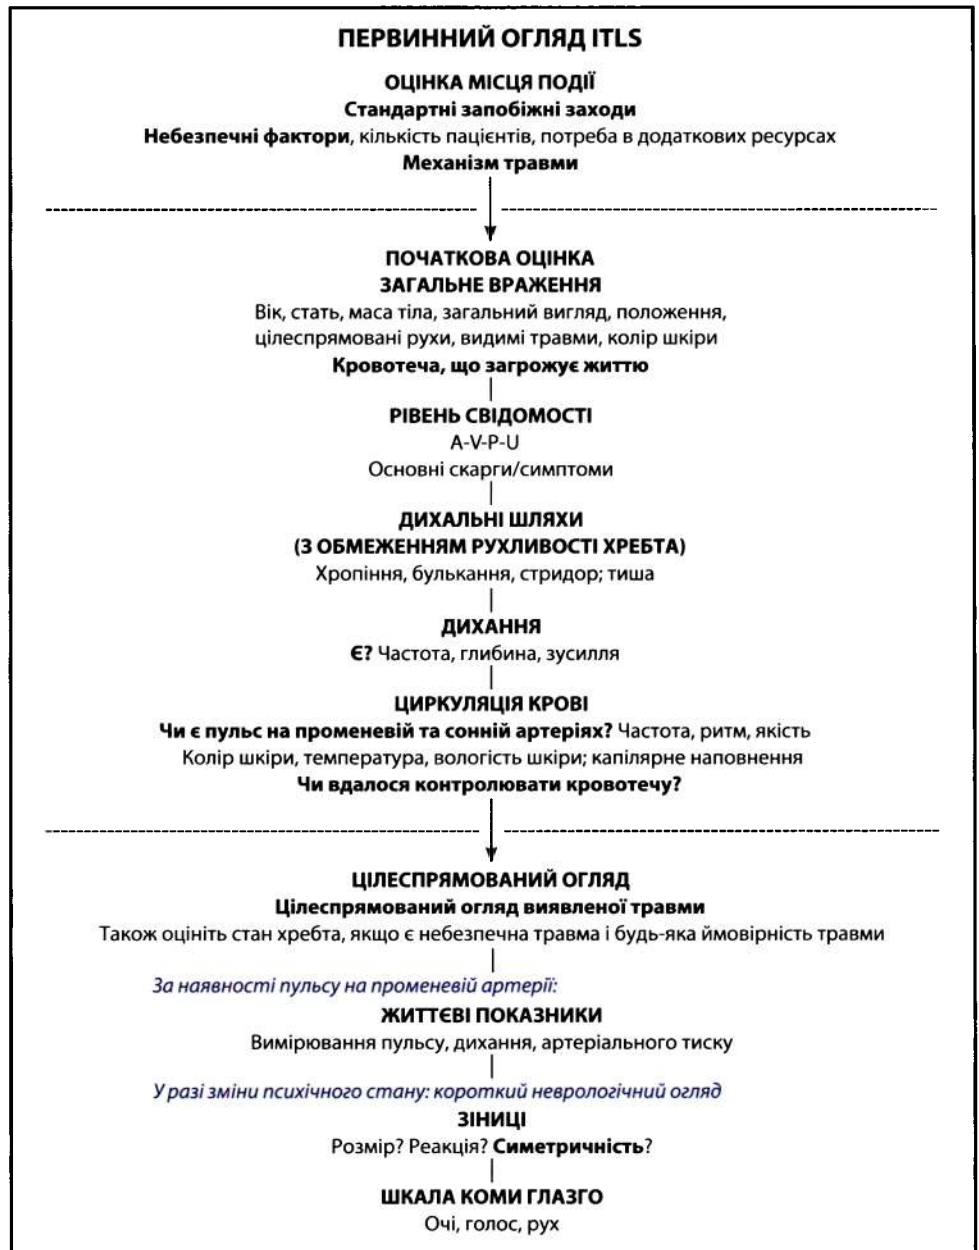 ПЕРВИННИЙ ОГЛЯД ITLS
ОЦІНКА МІСЦЯ ПОДІЇ
Стандартні запобіжні заходи
Небезпечні фактори, кількість пацієнтів, потреба в додаткових ресурсах
Механізм травми
ПОЧАТКОВА ОЦІНКА
ЗАГАЛЬНЕ ВРАЖЕННЯ
Вік, стать, маса тіла, загальний вигляд, положення,
цілеспрямовані рухи, видимі травми, колір шкіри
Кровотеча, що загрожує життю
РІВЕНЬ СВІДОМОСТІ
A-V-P-U
Основні скарги/симптоми
ДИХАЛЬНІ ШЛЯХИ
(З ОБМЕЖЕННЯМ РУХЛИВОСТІ ХРЕБТА)
Хропіння, булькання, стридор; тиша
ДИХАННЯ
Є? Частота, глибина, зусилля
ЦИРКУЛЯЦІЯ КРОВІ
Чи є пульс на променевій та сонній артеріях? Частота, ритм, якість
Колір шкіри, температура, вологість шкіри; капілярне наповнення
Чи вдалося контролювати кровотечу?
ЦІЛЕСПРЯМОВАНИЙ ОГЛЯД
Цілеспрямований огляд виявленої травми
Також оцініть стан хребта, якщо є небезпечна травма і будь-яка ймовірність травми
За наявності пульсу на променевій артерії:
ЖИТТЄВІ ПОКАЗНИКИ
Вимірювання пульсу, дихання, артеріального тиску
У разі зміни психічного стану: короткий неврологічний огляд
ЗІНИЦІ
Розмір? Реакція? Симетричність?
ШКАЛА КОМИ ГЛАЗГО
Очі, голос, рух